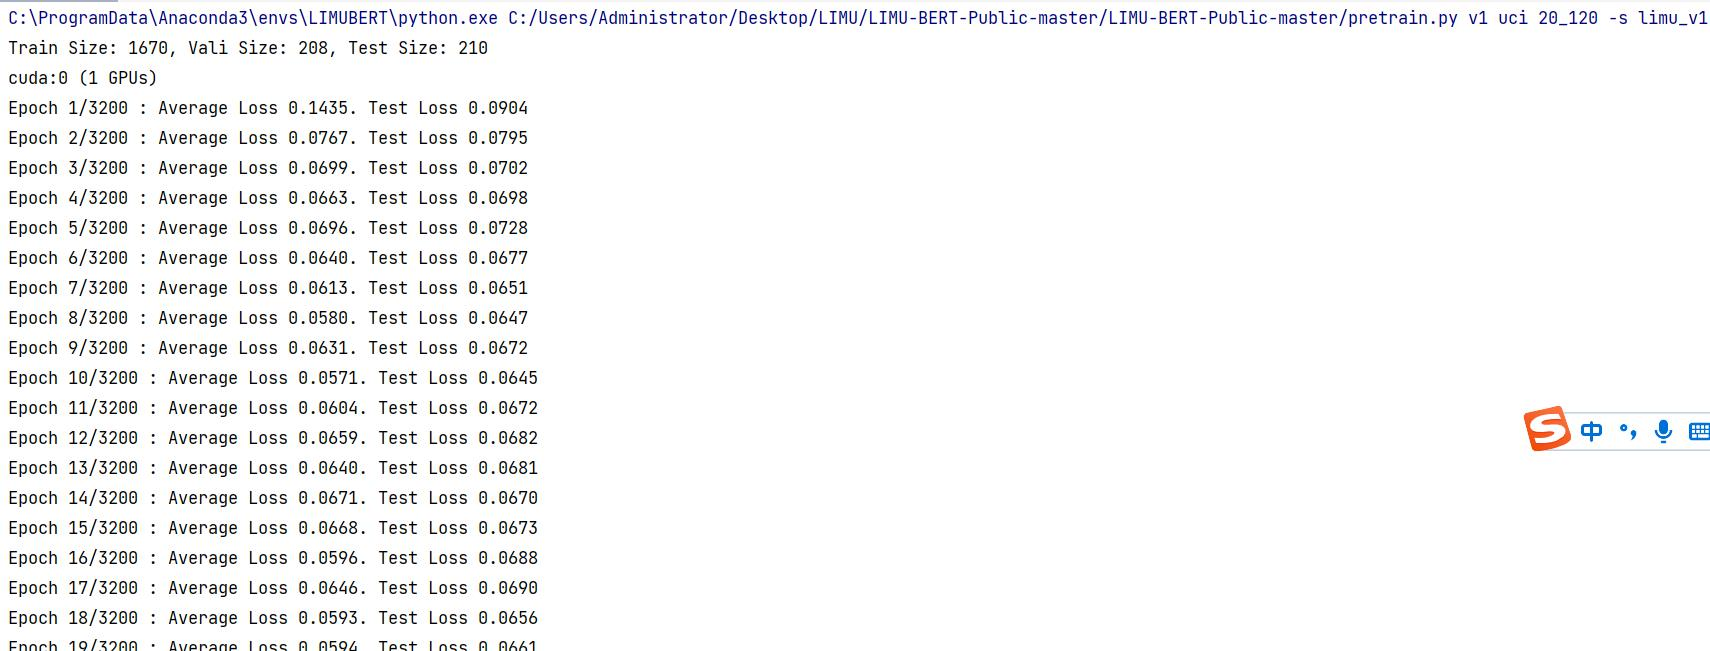 C:\ProgramData\Anaconda3\envs\LIMUBERT\python.exe C:/Users/Administrator/Desktop/LIMU/LIMU-BERT-Public-master/LIMU-BERT-Public-master/pretrain.py v1 uci 20_120 -s limu_v1
Train Size: 1670, Vali Size: 208, Test Size: 210
cuda:0 (1 GPUs)
Epoch 1/3200 : Average Loss 0.1435. Test Loss 0.0904
Epoch 2/3200 : Average Loss 0.0767. Test Loss 0.0795
Epoch 3/3200 : Average Loss 0.0699. Test Loss 0.0702
Epoch 4/3200 : Average Loss 0.0663. Test Loss 0.0698
Epoch 5/3200 : Average Loss 0.0696. Test Loss 0.0728
Epoch 6/3200 : Average Loss 0.0640. Test Loss 0.0677
Epoch 7/3200 : Average Loss 0.0613. Test Loss 0.0651
Epoch 8/3200 : Average Loss 0.0580. Test Loss 0.0647
Epoch 9/3200 : Average Loss 0.0631. Test Loss 0.0672
Epoch 10/3200 : Average Loss 0.0571. Test Loss 0.0645
Epoch 11/3200 : Average Loss 0.0604. Test Loss 0.0672
Epoch 12/3200 : Average Loss 0.0659. Test Loss 0.0682
Epoch 13/3200 : Average Loss 0.0640. Test Loss 0.0681
Epoch 14/3200 : Average Loss 0.0671. Test Loss 0.0670
Epoch 15/3200 : Average Loss 0.0668. Test Loss 0.0673
Epoch 16/3200 : Average Loss 0.0596. Test Loss 0.0688
Epoch 17/3200 : Average Loss 0.0646. Test Loss 0.0690
Epoch 18/3200 : Average Loss 0.0593. Test Loss 0.0656
Epoch 19/3200 : Average Loss 0.0594. Test Loss 0.0661
S 中